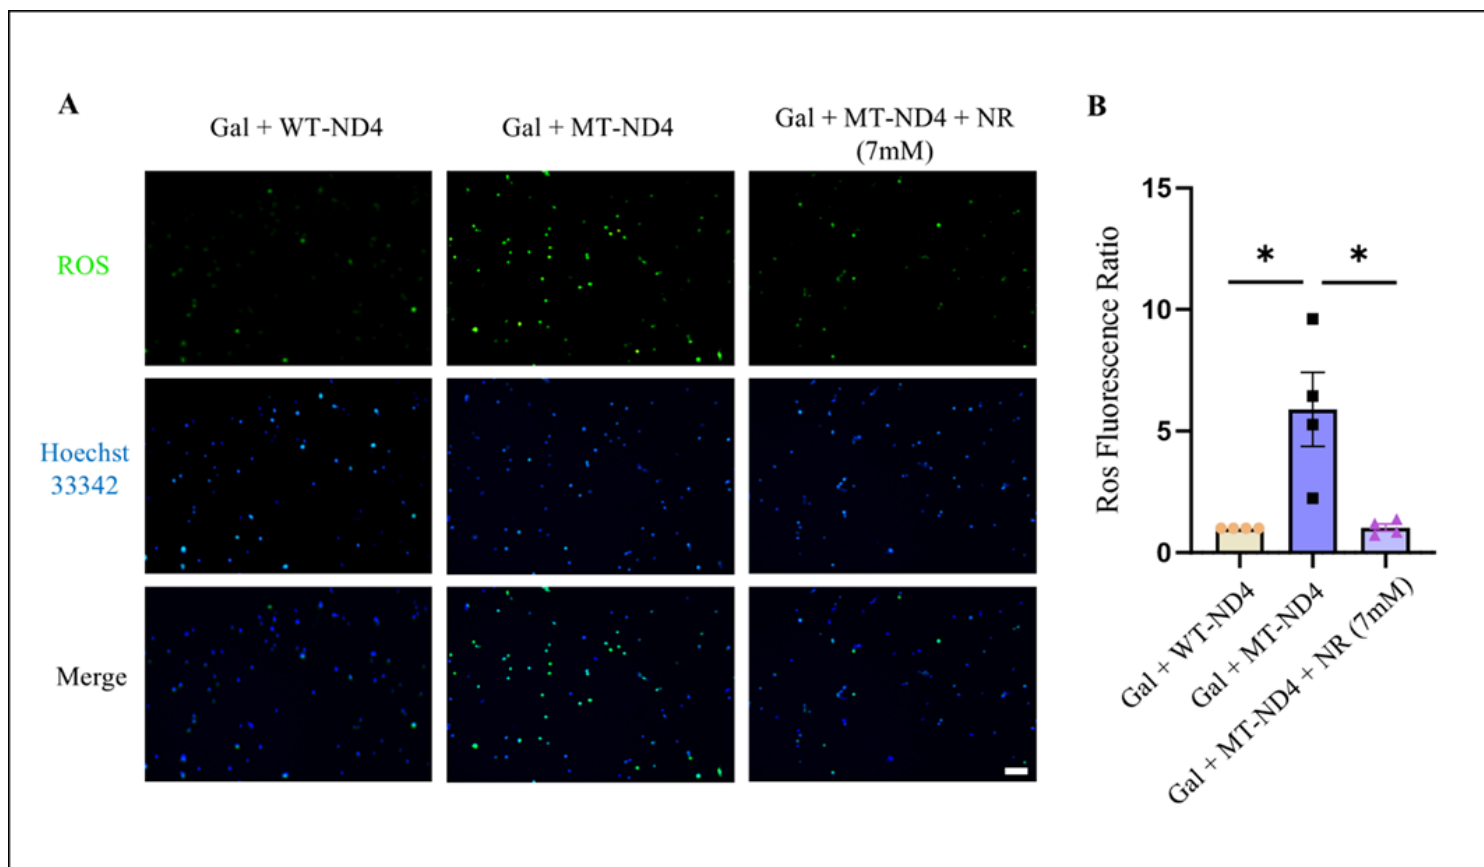 A
Gal + WT-ND4
Gal + MT-ND4
Gal + MT-ND4 + NR
(7mM)
ROS
Hoechst
33342
Merge
B
Ros Fluorescence Ratio
15
10
5
0
*
*
Gal + WT-ND4
Gal + MT-ND4
Gal + MT-ND4 + NR (7mM)